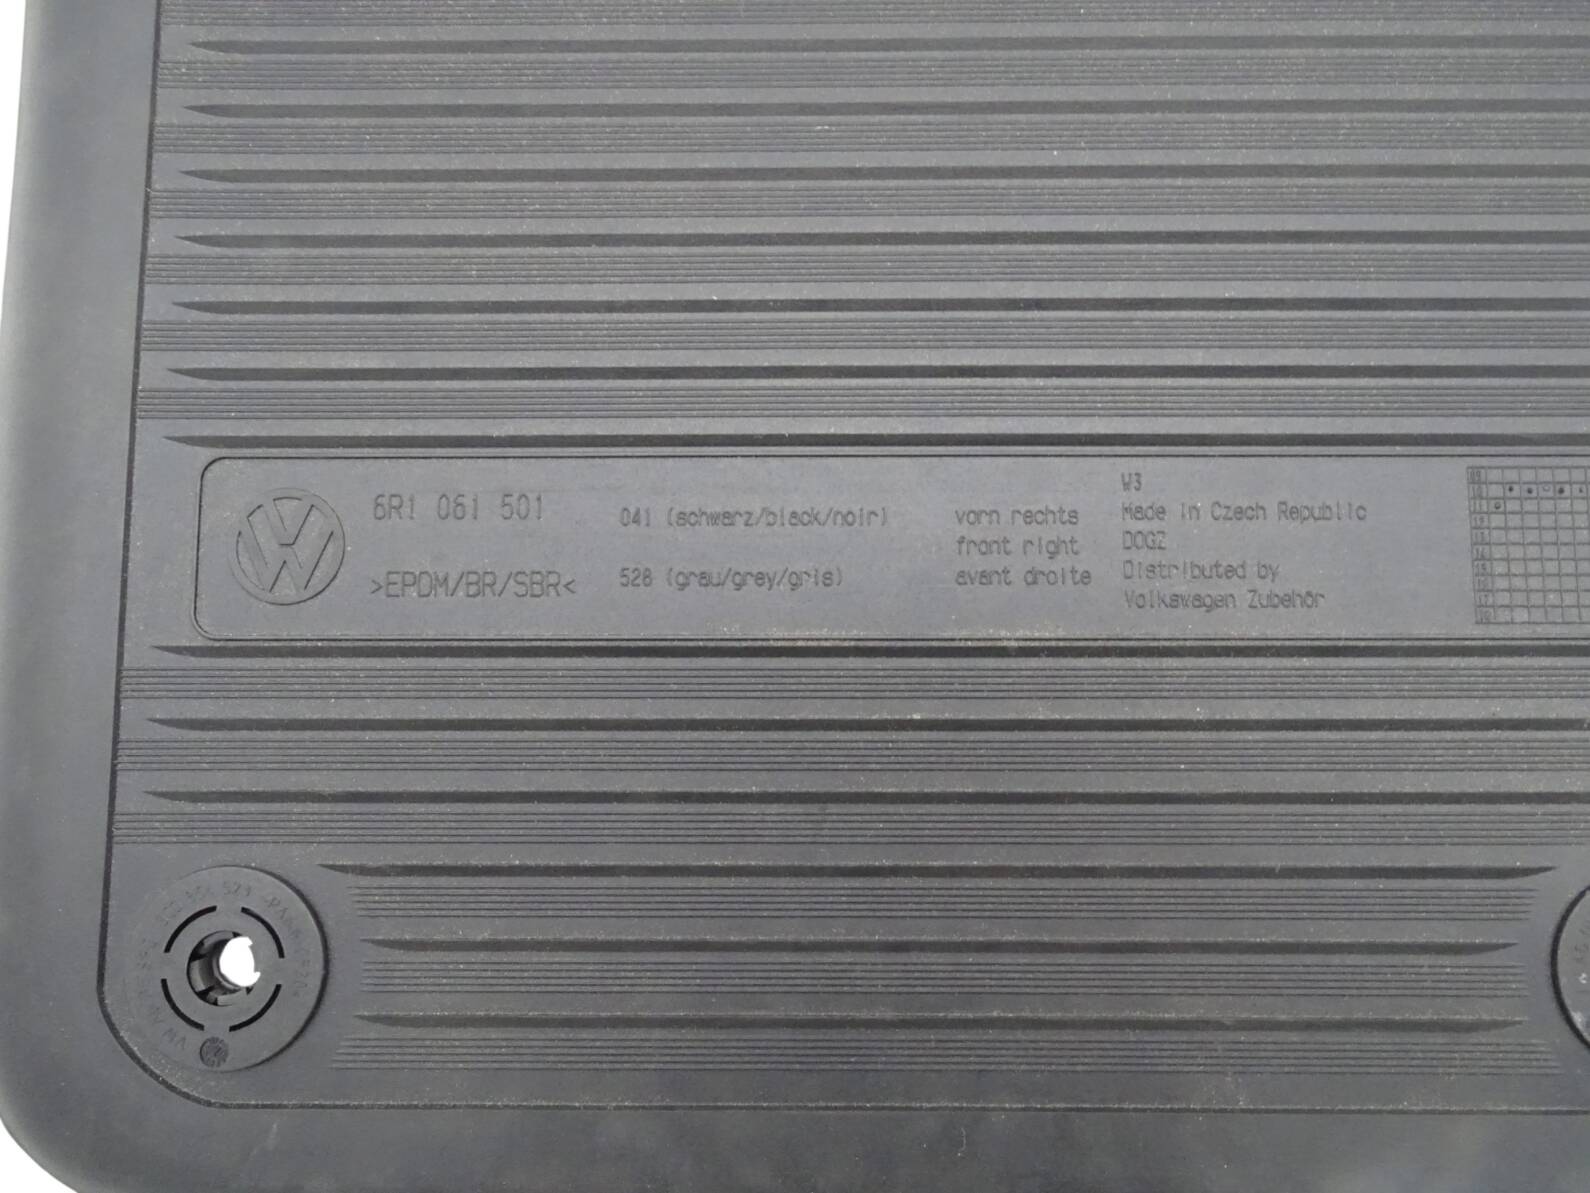 6R1 061 501
>EPDM/BR/SBR<
041 (schwarz/black/noir)
528 (grau/grey/gris)
vorn rechts
front right
avant droite
W3
Made in Czech Republic
DOGZ
Distributed by
Volkswagen Zubehör